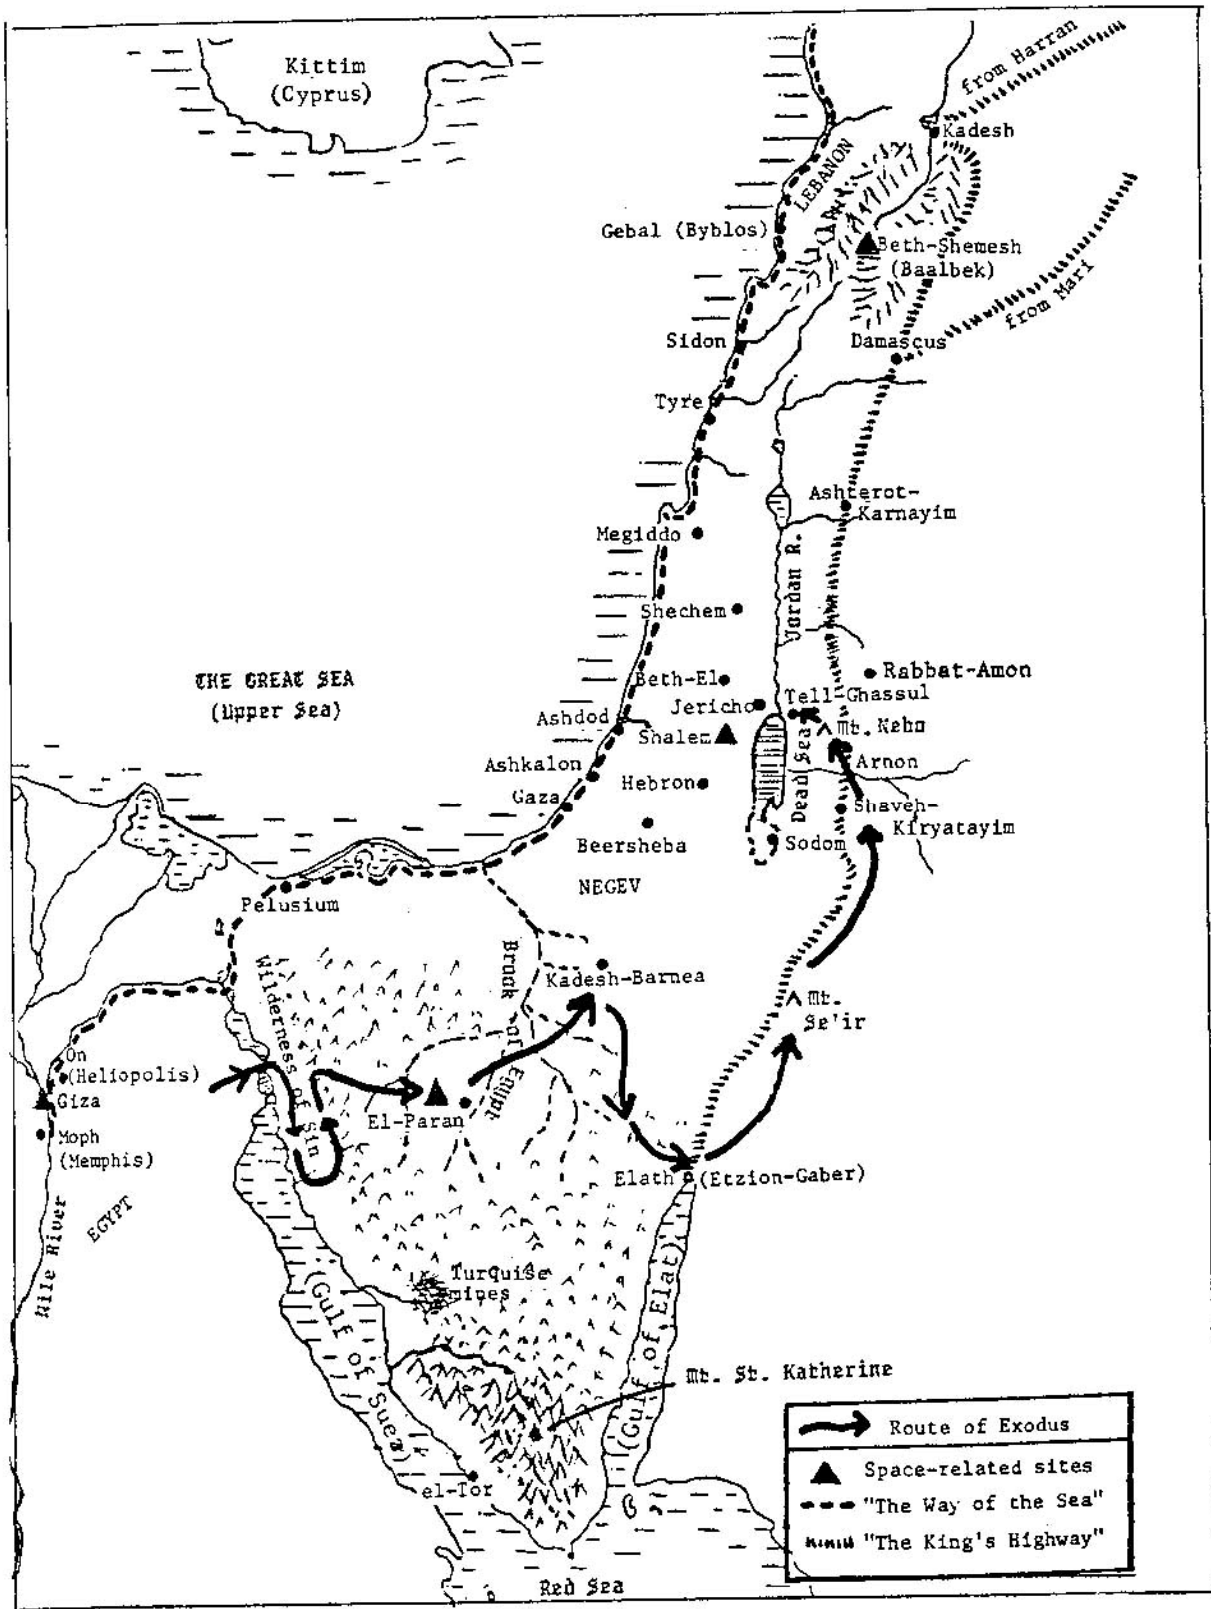 Kittim
(Cyprus)
from Harran
Kadesh
LEBANON
Gebal (Byblos)
Beth-Shemesh
(Baalbek)
from Mari
Sidon
Damascus
Tyre
Ashterot-
Karnayim
Megiddo
Jordan R.
Shechem
THE GREAT SEA
(Upper Sea)
Beth-El
Rabbat-Amon
Jericho
Tell-Ghassul
Ashdod
Shalem
Mt. Nebo
Ashkalon
Dead Sea
Arnon
Gaza
Hebron
Shaveh-
Kiryatayim
Beersheba
Sodom
NEGEV
Pelusium
Wilderness of Sin
Brook of Egypt
Kadesh-Barnea
Mt.
Se'ir
On
(Heliopolis)
Giza
El-Paran
Moph
(Memphis)
Elath
(Etzion-Gaber)
EGYPT
Nile River
Turquise
mines
(Gulf of Suez)
(Gulf of Elat)
Mt. St. Katherine
el-Tor
Red Sea
Route of Exodus
Space-related sites
"The Way of the Sea"
"The King's Highway"